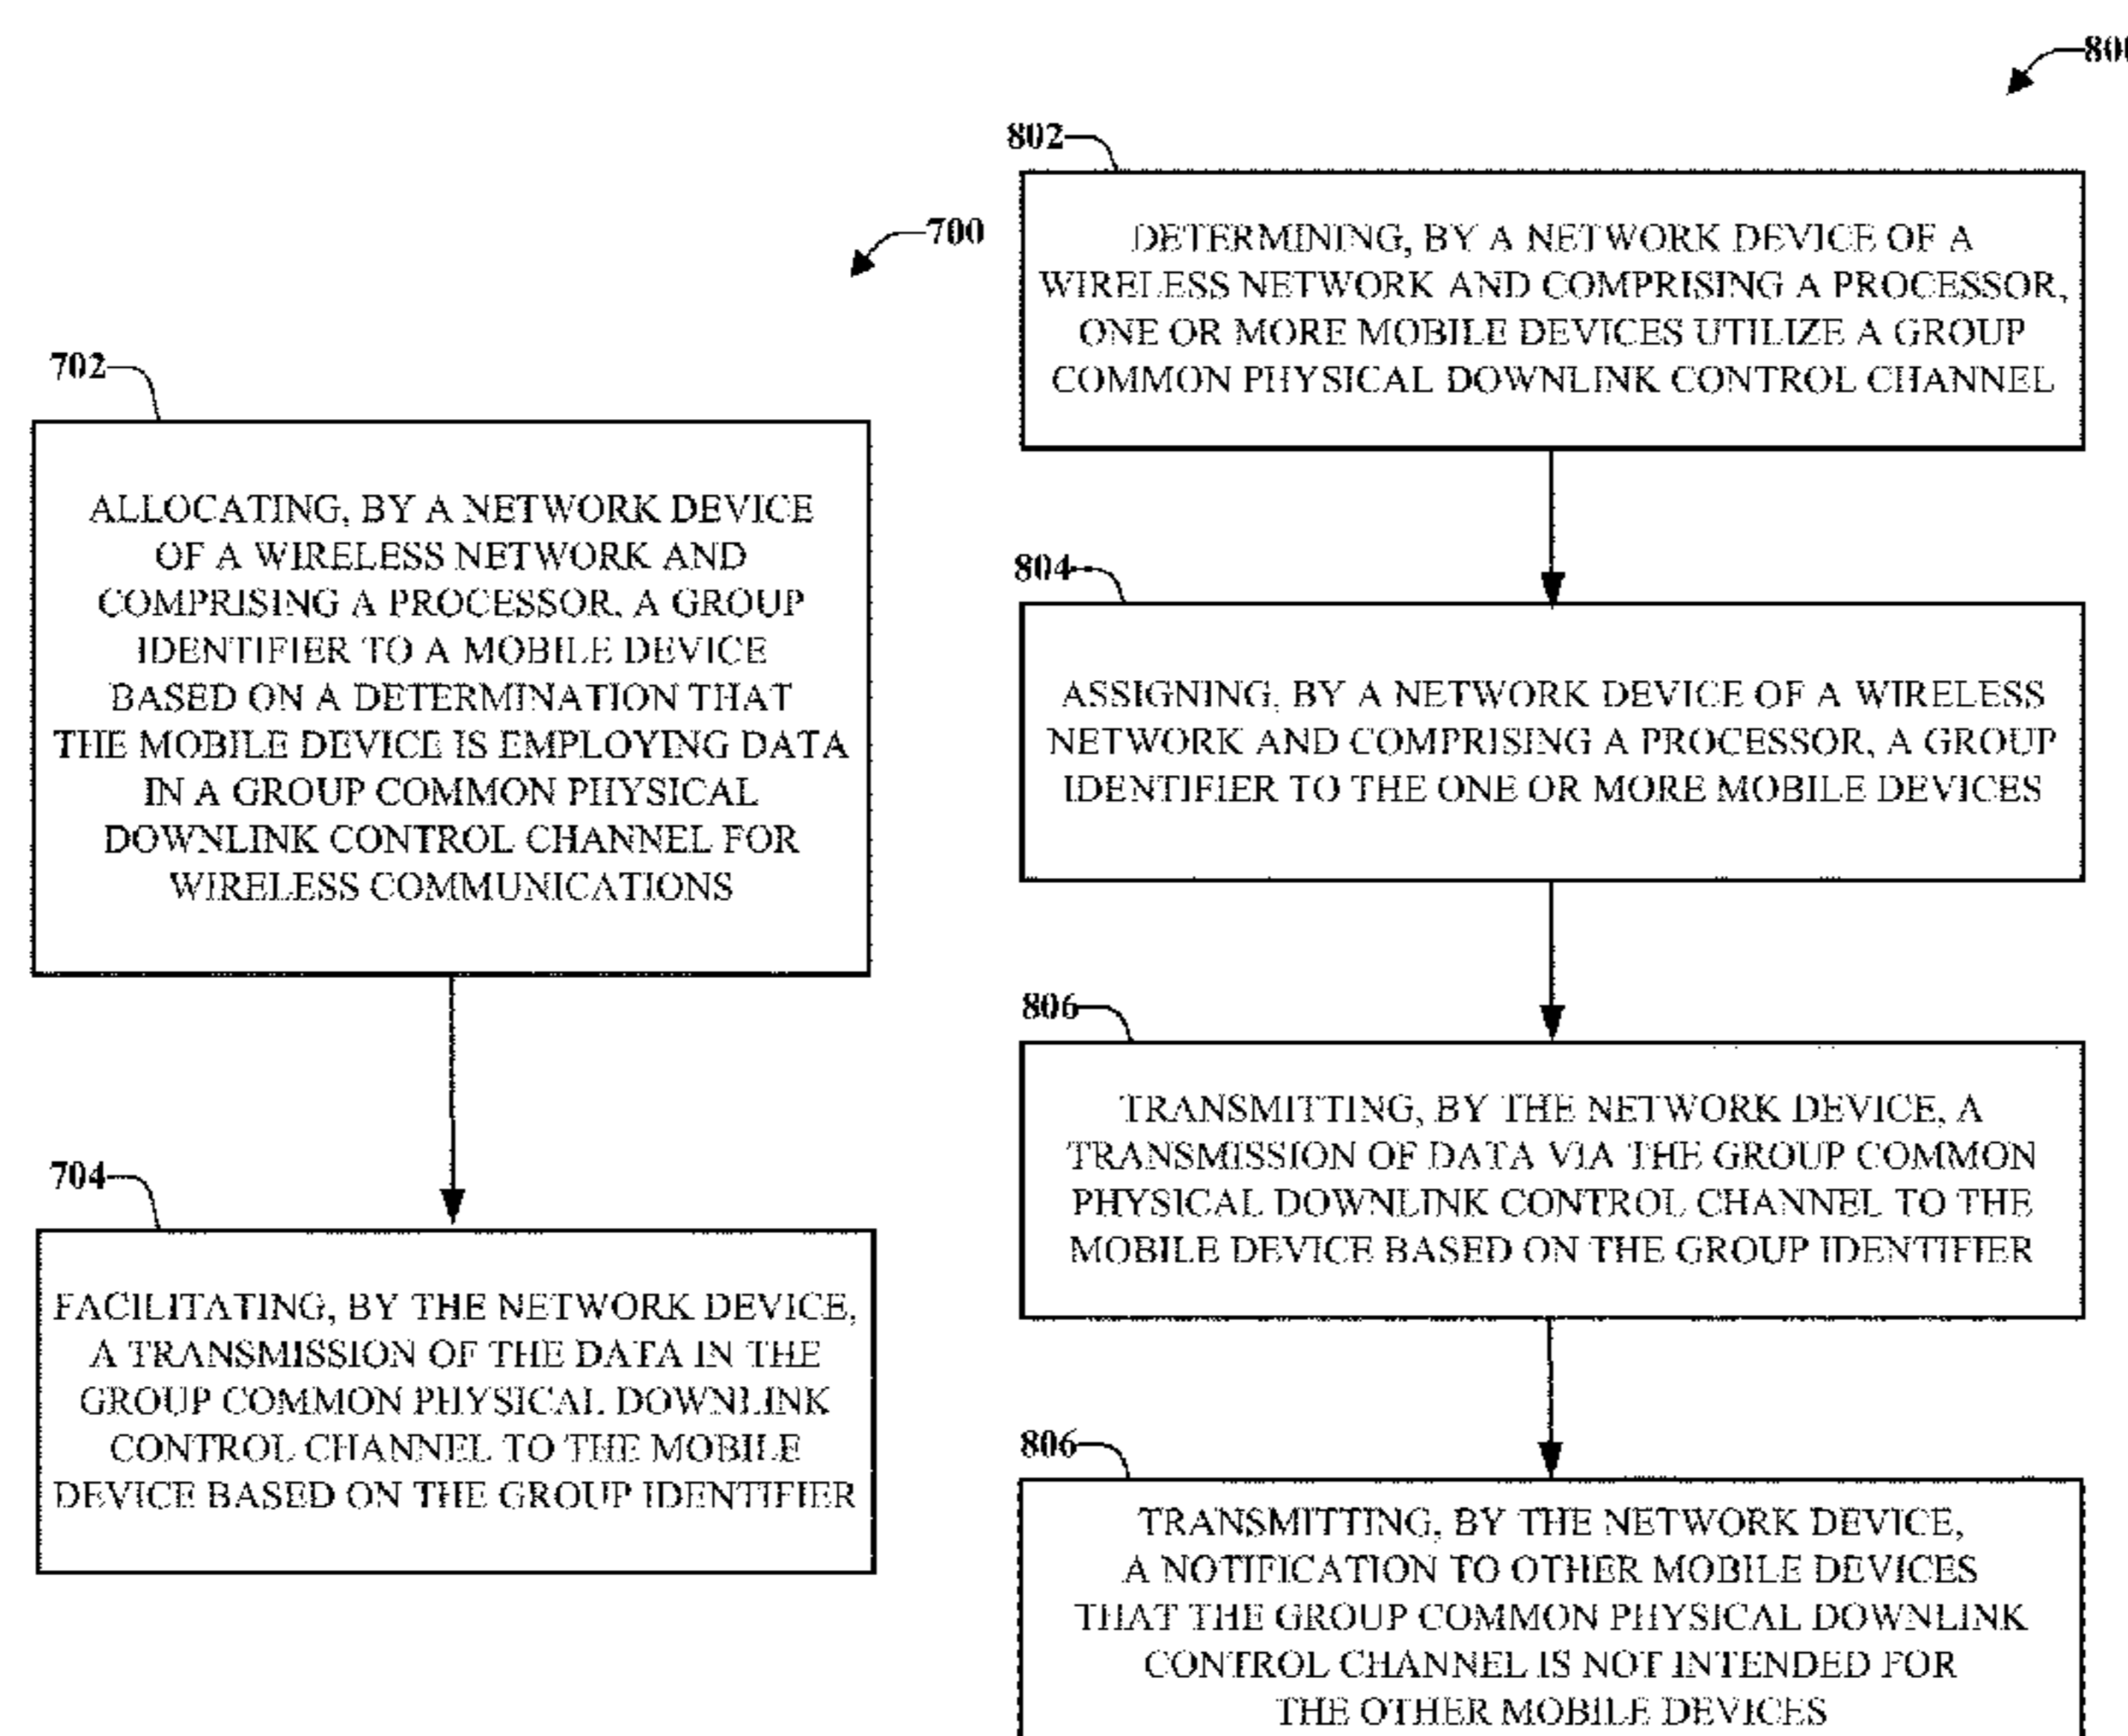 700
702
ALLOCATING, BY A NETWORK DEVICE
OF A WIRELESS NETWORK AND
COMPRISING A PROCESSOR, A GROUP
IDENTIFIER TO A MOBILE DEVICE
BASED ON A DETERMINATION THAT
THE MOBILE DEVICE IS EMPLOYING DATA
IN A GROUP COMMON PHYSICAL
DOWNLINK CONTROL CHANNEL FOR
WIRELESS COMMUNICATIONS
704
FACILITATING, BY THE NETWORK DEVICE,
A TRANSMISSION OF THE DATA IN THE
GROUP COMMON PHYSICAL DOWNLINK
CONTROL CHANNEL TO THE MOBILE
DEVICE BASED ON THE GROUP IDENTIFIER
800
802
DETERMINING, BY A NETWORK DEVICE OF A
WIRELESS NETWORK AND COMPRISING A PROCESSOR,
ONE OR MORE MOBILE DEVICES UTILIZE A GROUP
COMMON PHYSICAL DOWNLINK CONTROL CHANNEL
804
ASSIGNING, BY A NETWORK DEVICE OF A WIRELESS
NETWORK AND COMPRISING A PROCESSOR, A GROUP
IDENTIFIER TO THE ONE OR MORE MOBILE DEVICES
806
TRANSMITTING, BY THE NETWORK DEVICE, A
TRANSMISSION OF DATA VIA THE GROUP COMMON
PHYSICAL DOWNLINK CONTROL CHANNEL TO THE
MOBILE DEVICE BASED ON THE GROUP IDENTIFIER
806
TRANSMITTING, BY THE NETWORK DEVICE,
A NOTIFICATION TO OTHER MOBILE DEVICES
THAT THE GROUP COMMON PHYSICAL DOWNLINK
CONTROL CHANNEL IS NOT INTENDED FOR
THE OTHER MOBILE DEVICES